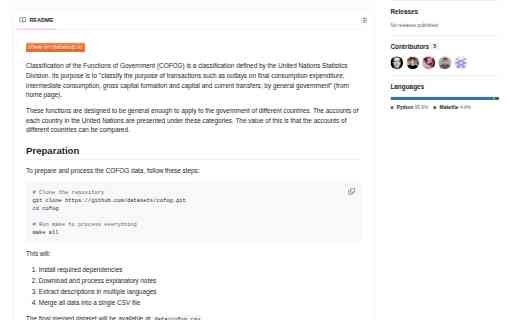 README
Classification of the Functions of Government (COFOG) is a classification defined by the United Nations Statistics
Division. Its purpose is to "classify the purpose of transactions such as outlays on final consumption expenditure,
intermediate consumption, gross capital formation and capital and current transfers, by general government" (from
home page).
These functions are designed to be general enough to apply to the government of different countries. The accounts of
each country in the United Nations are presented under these categories. The value of this is that the accounts of
different countries can be compared.
Preparation
To prepare and process the COFOG data, follow these steps:
# Clone the repository
git clone https://github.com/datasets/cofog.git
cd cofog
# Run make to process everything
make all
This will:
1. Install required dependencies
2. Download and process explanatory notes
3. Extract descriptions in multiple languages
4. Merge all data into a single CSV file
The final merged dataset will be available at data/cofog.csv
Releases
No releases published
Contributors 5
Languages
Python Makefile